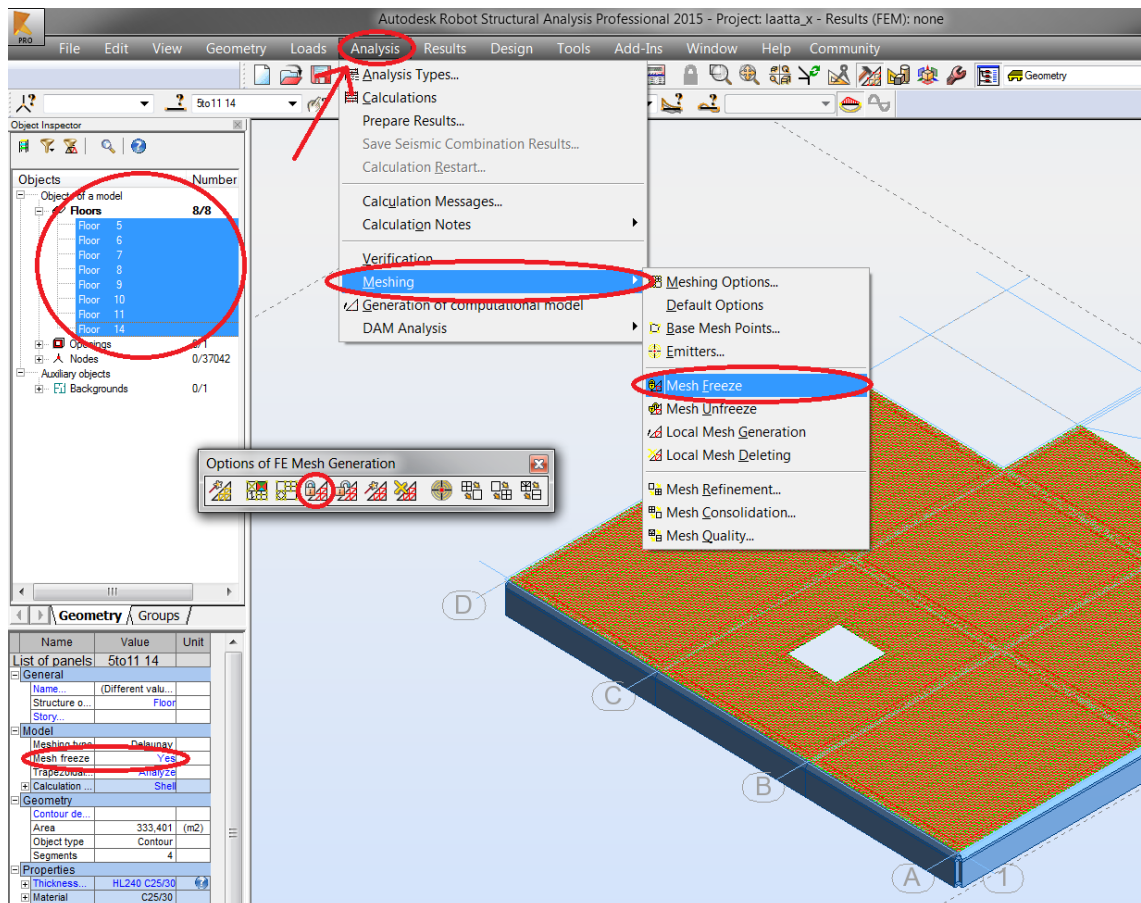 Autodesk Robot Structural Analysis Professional 2015 - Project: laatta_x - Results (FEM): none
PRO
File Edit View Geometry Loads Analysis Results Design Tools Add-Ins Window Help Community
Geometry
5to11 14
Object Inspector
Objects Number
Objects of a model
Floors 8/8
Floor 5
Floor 6
Floor 7
Floor 8
Floor 9
Floor 10
Floor 11
Floor 14
Openings 0/1
Nodes 0/37042
Auxiliary objects
Backgrounds 0/1
Geometry Groups
Analysis Types...
Calculations
Prepare Results...
Save Seismic Combination Results...
Calculation Restart...
Calculation Messages...
Calculation Notes
Verification
Meshing
Generation of computational model
DAM Analysis
Meshing Options...
Default Options
Base Mesh Points...
Emitters...
Mesh Freeze
Mesh Unfreeze
Local Mesh Generation
Local Mesh Deleting
Mesh Refinement...
Mesh Consolidation...
Mesh Quality...
Options of FE Mesh Generation
Name Value Unit
List of panels 5to11 14
General
Name... (Different valu...
Structure o... Floor
Story...
Model
Meshing type Delaunay
Mesh freeze Yes
Trapezoidal... Analyze
Calculation ... Shell
Geometry
Contour de...
Area 333,401 (m2)
Object type Contour
Segments 4
Properties
Thickness... HL240 C25/30
Material C25/30
D
C
B
A
1